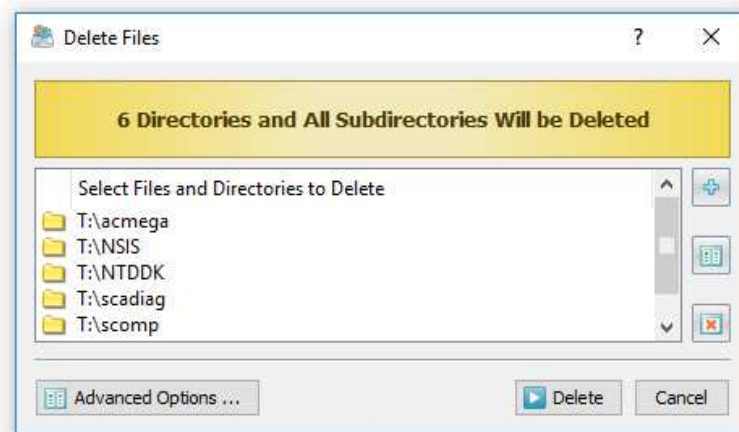 Delete Files
?
6 Directories and All Subdirectories Will be Deleted
Select Files and Directories to Delete
T:\acmega
T:\NSIS
T:\NTDDK
T:\scadiag
T:\scomp
Advanced Options ...
Delete
Cancel